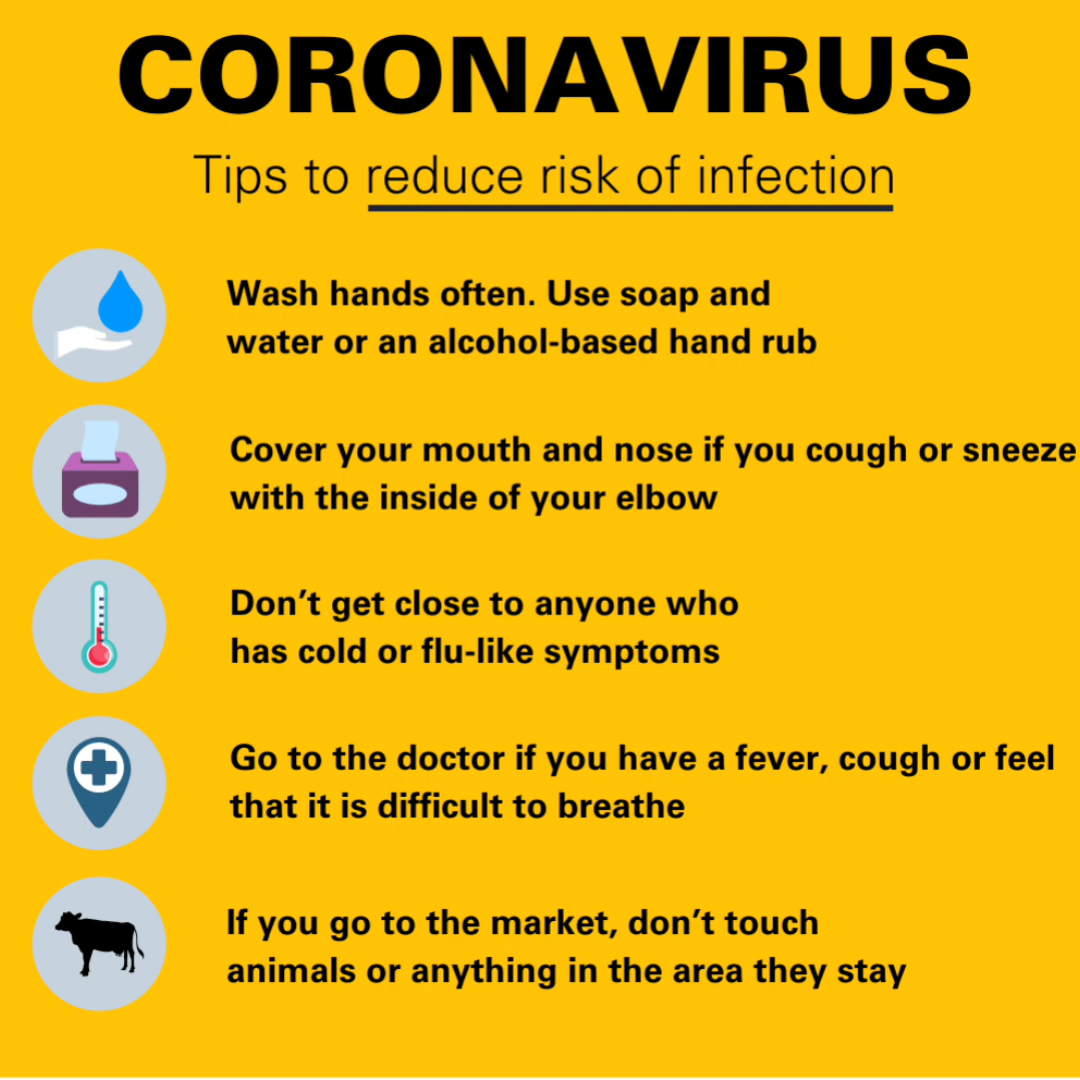 CORONAVIRUS
Tips to reduce risk of infection
Wash hands often. Use soap and
water or an alcohol-based hand rub
Cover your mouth and nose if you cough or sneeze
with the inside of your elbow
Don’t get close to anyone who
has cold or flu-like symptoms
Go to the doctor if you have a fever, cough or feel
that it is difficult to breathe
If you go to the market, don’t touch
animals or anything in the area they stay